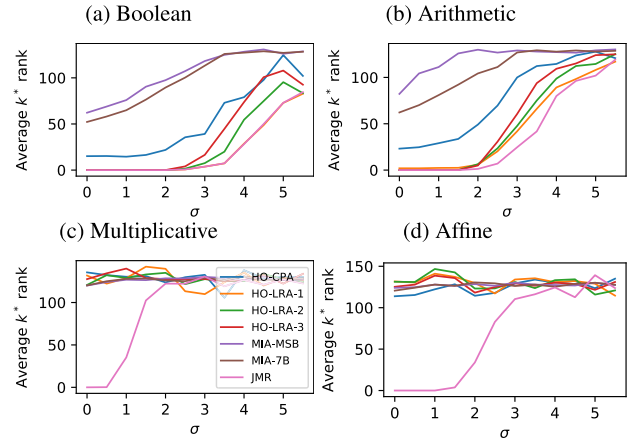 (a) Boolean
(b) Arithmetic
Average k* rank
100
50
0
0 1 2 3 4 5
σ
Average k* rank
100
50
0
0 1 2 3 4 5
σ
(c) Multiplicative
(d) Affine
Average k* rank
100
50
0
0 1 2 3 4 5
σ
HO-CPA
HO-LRA-1
HO-LRA-2
HO-LRA-3
MIA-MSB
MIA-7B
JMR
Average k* rank
150
100
50
0
0 1 2 3 4 5
σ